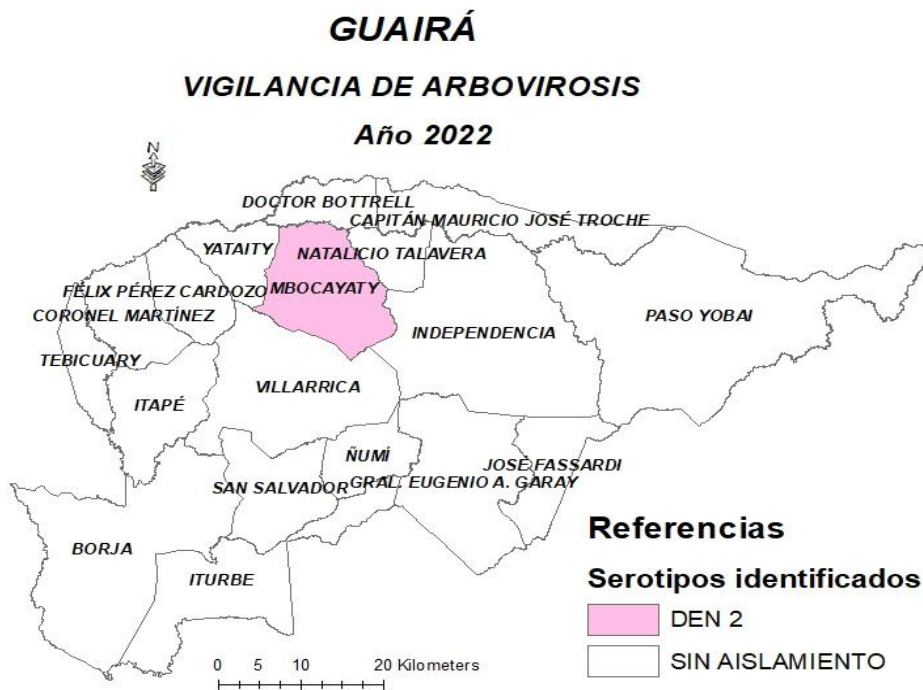 GUAIRÁ
VIGILANCIA DE ARBOVIROSIS
Año 2022
N
DOCTOR BOTTRELL
CAPITÁN MAURICIO JOSÉ TROCHE
YATAITY
NATALICIO TALAVERA
FÉLIX PÉREZ CARDOZO
MBOCAYATY
CORONEL MARTÍNEZ
INDEPENDENCIA
PASO YOBAI
TEBICUARY
VILLARRICA
ITAPÉ
ÑUMÍ
JOSÉ FASSARDI
SAN SALVADOR
GRAL. EUGENIO A. GARAY
BORJA
ITURBE
Referencias
Serotipos identificados
DEN 2
SIN AISLAMIENTO
0 5 10 20 Kilometers